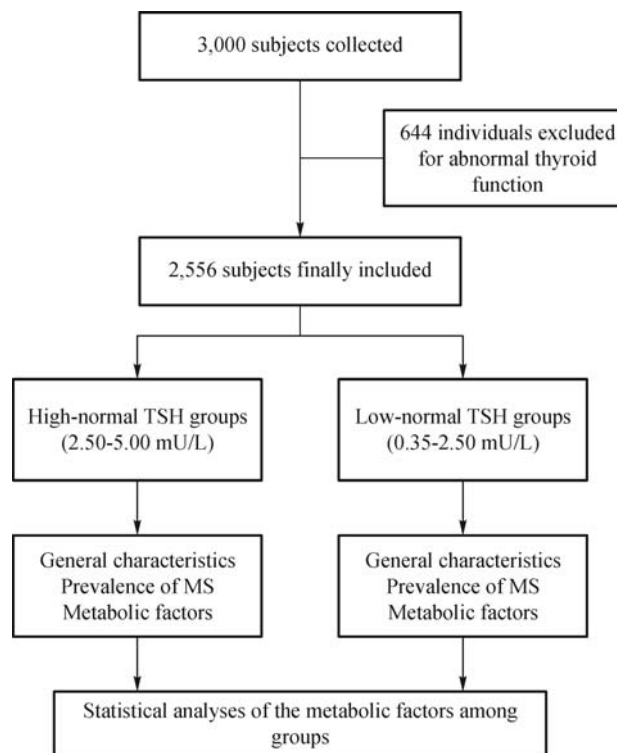 3,000 subjects collected
644 individuals excluded
for abnormal thyroid
function
2,556 subjects finally included
High-normal TSH groups
(2.50-5.00 mU/L)
Low-normal TSH groups
(0.35-2.50 mU/L)
General characteristics
Prevalence of MS
Metabolic factors
General characteristics
Prevalence of MS
Metabolic factors
Statistical analyses of the metabolic factors among
groups